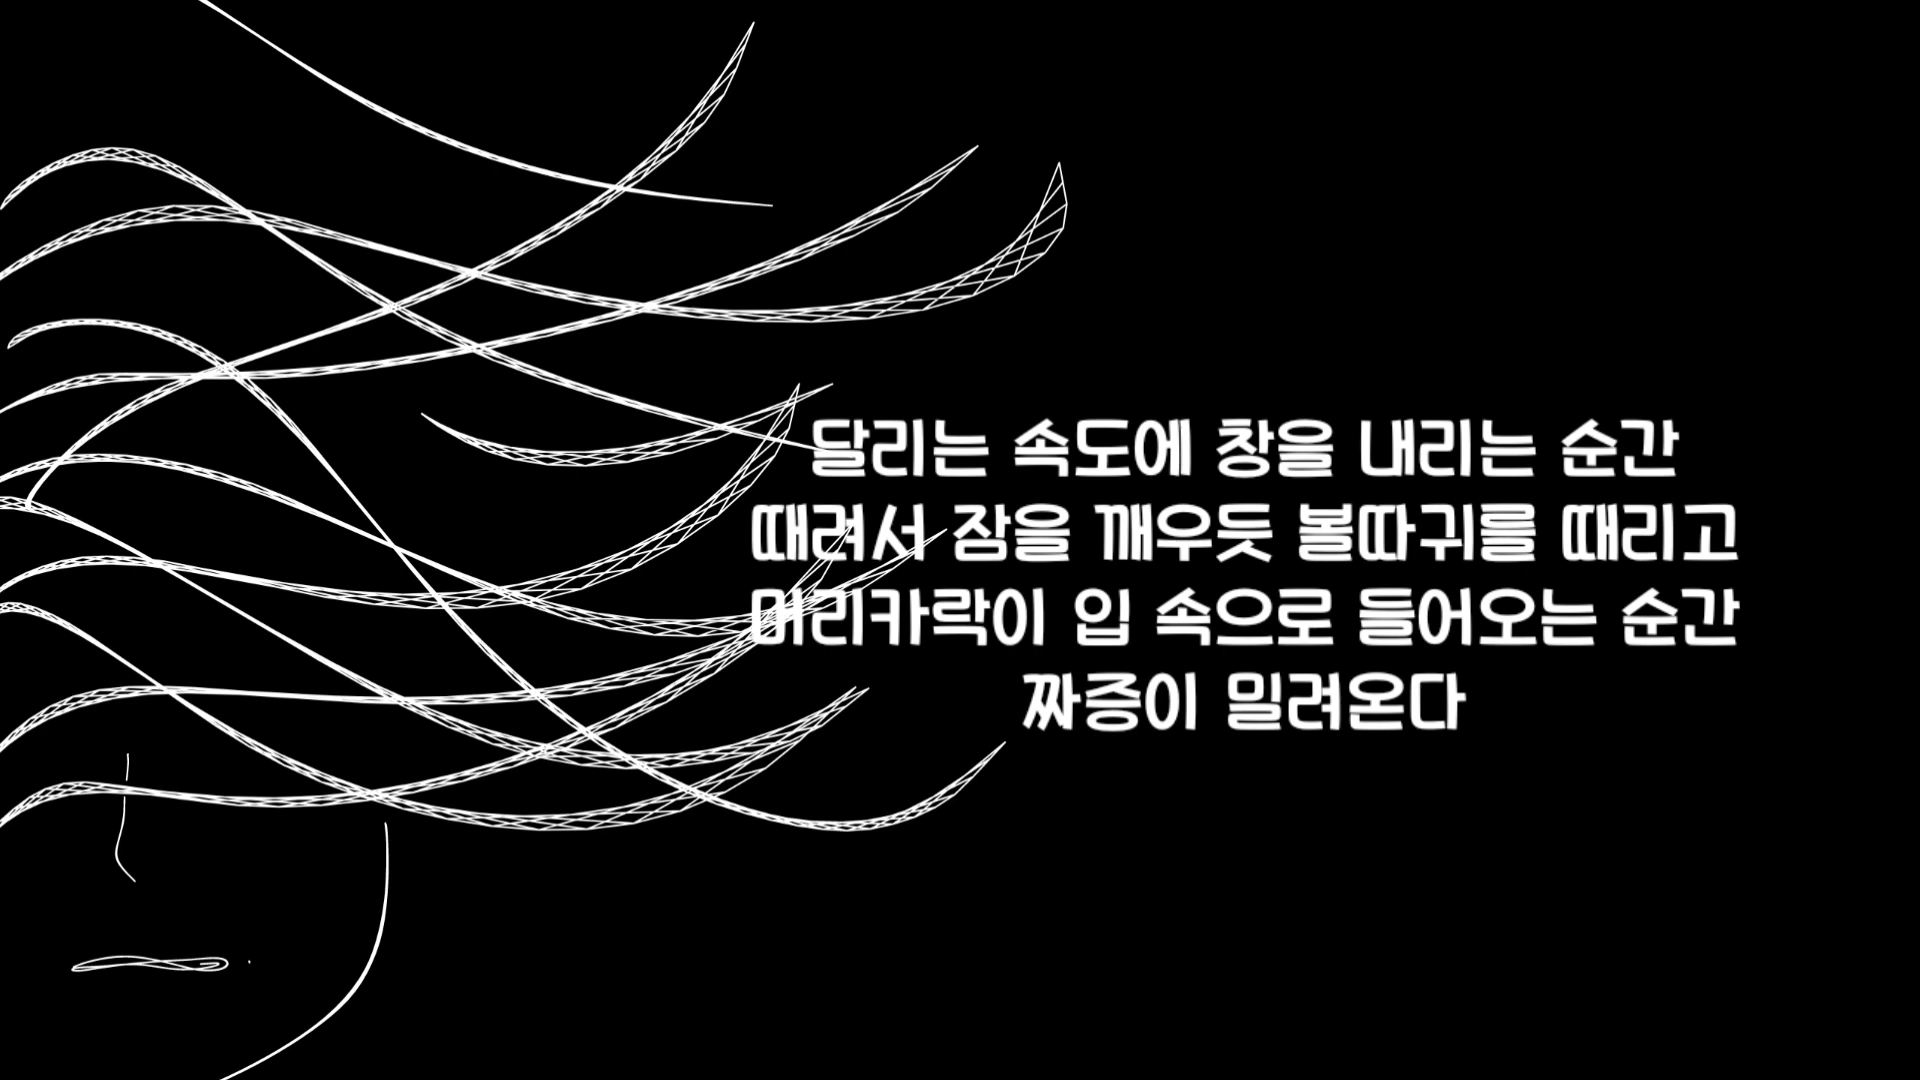 달리는 속도에 창을 내리는 순간
때려서 잠을 깨우듯 볼따귀를 때리고
머리카락이 입 속으로 들어오는 순간
짜증이 밀려온다